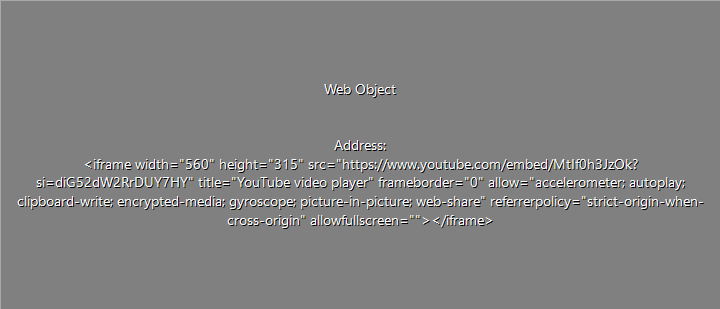 Web Object
Address:
<iframe width="560" height="315" src="https://www.youtube.com/embed/MtIf0h3JzOk?
si=diG52dW2RrDUY7HY" title="YouTube video player" frameborder="0" allow="accelerometer; autoplay;
clipboard-write; encrypted-media; gyroscope; picture-in-picture; web-share" referrerpolicy="strict-origin-when-
cross-origin" allowfullscreen=""></iframe>